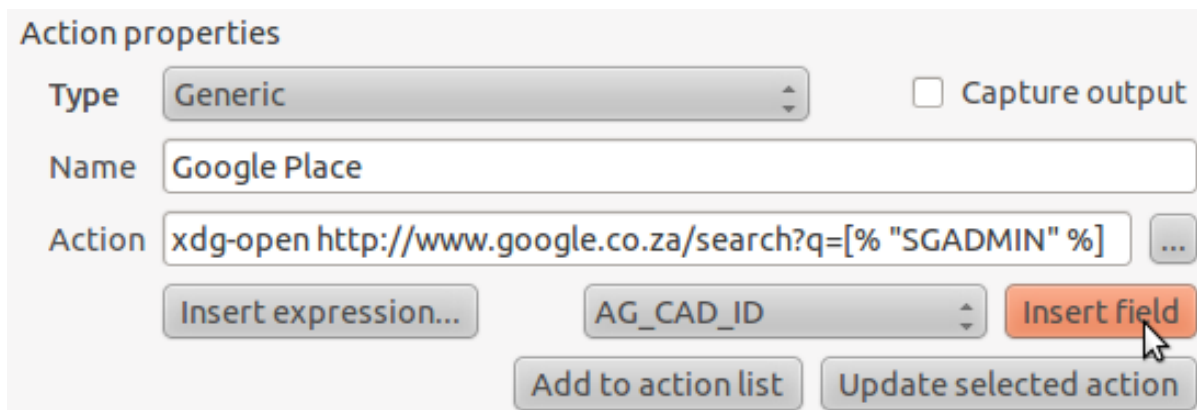 Action properties
Type Generic Capture output
Name Google Place
Action xdg-open http://www.google.co.za/search?q=[% "SGADMIN" %] ...
Insert expression... AG_CAD_ID Insert field
Add to action list Update selected action